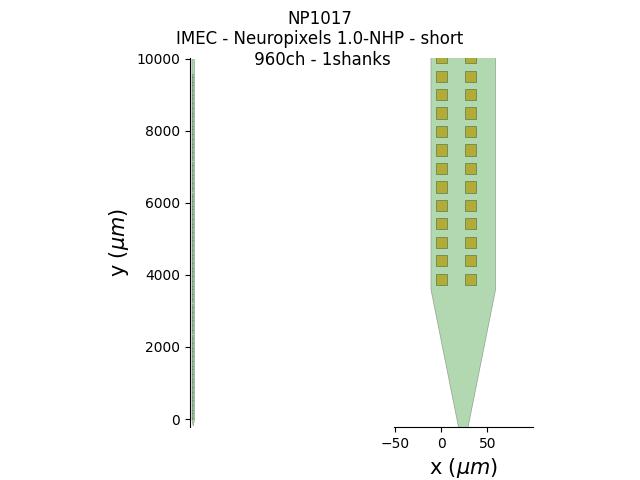 NP1017
IMEC - Neuropixels 1.0-NHP - short
960ch - 1shanks
10000
8000
6000
4000
2000
0
y (μm)
−50 0 50
x (μm)